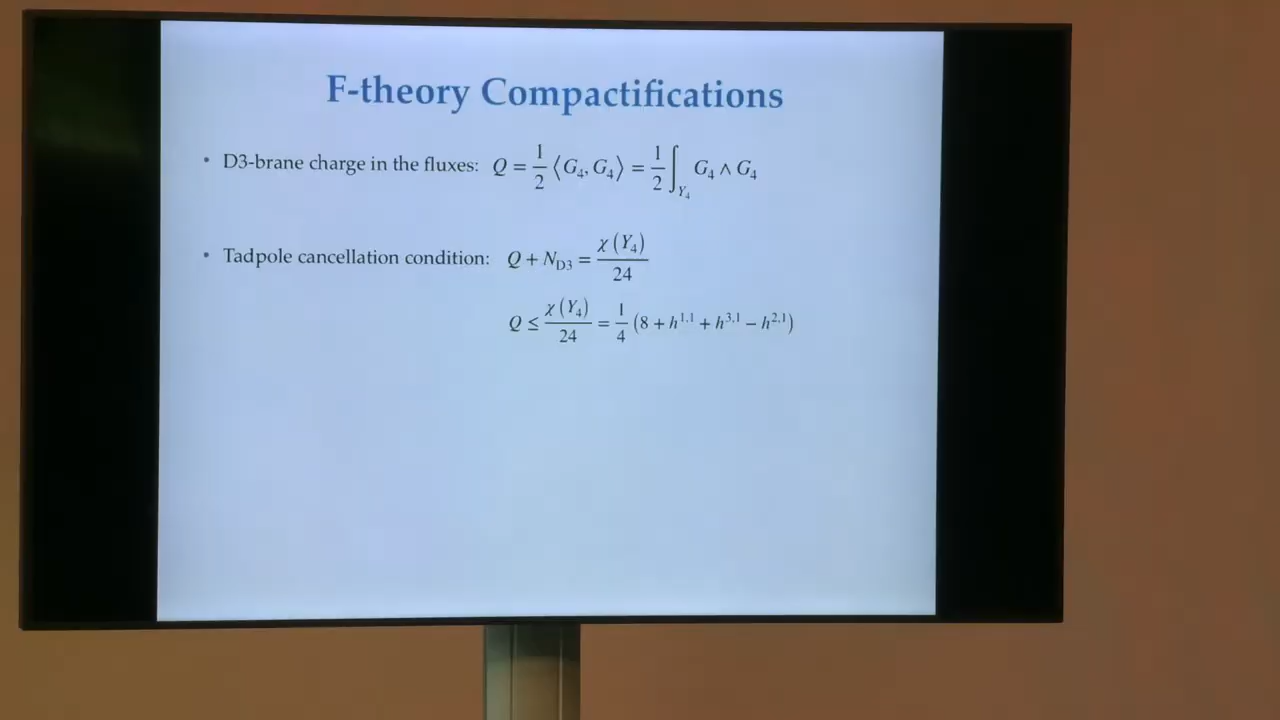 F-theory Compactifications
• D3-brane charge in the fluxes: Q = 1/2 ⟨G₄, G₄⟩ = 1/2 ∫_{Y₄} G₄ ∧ G₄
• Tadpole cancellation condition: Q + N_{D3} = χ(Y₄)/24
Q ≤ χ(Y₄)/24 = 1/4 (8 + h^{1,1} + h^{3,1} − h^{2,1})